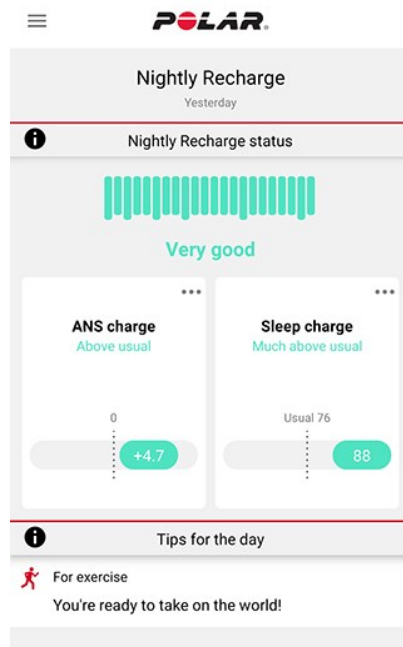 POLAR.
Nightly Recharge
Yesterday
Nightly Recharge status
Very good
ANS charge
Above usual
0
+4.7
Sleep charge
Much above usual
Usual 76
88
Tips for the day
For exercise
You're ready to take on the world!